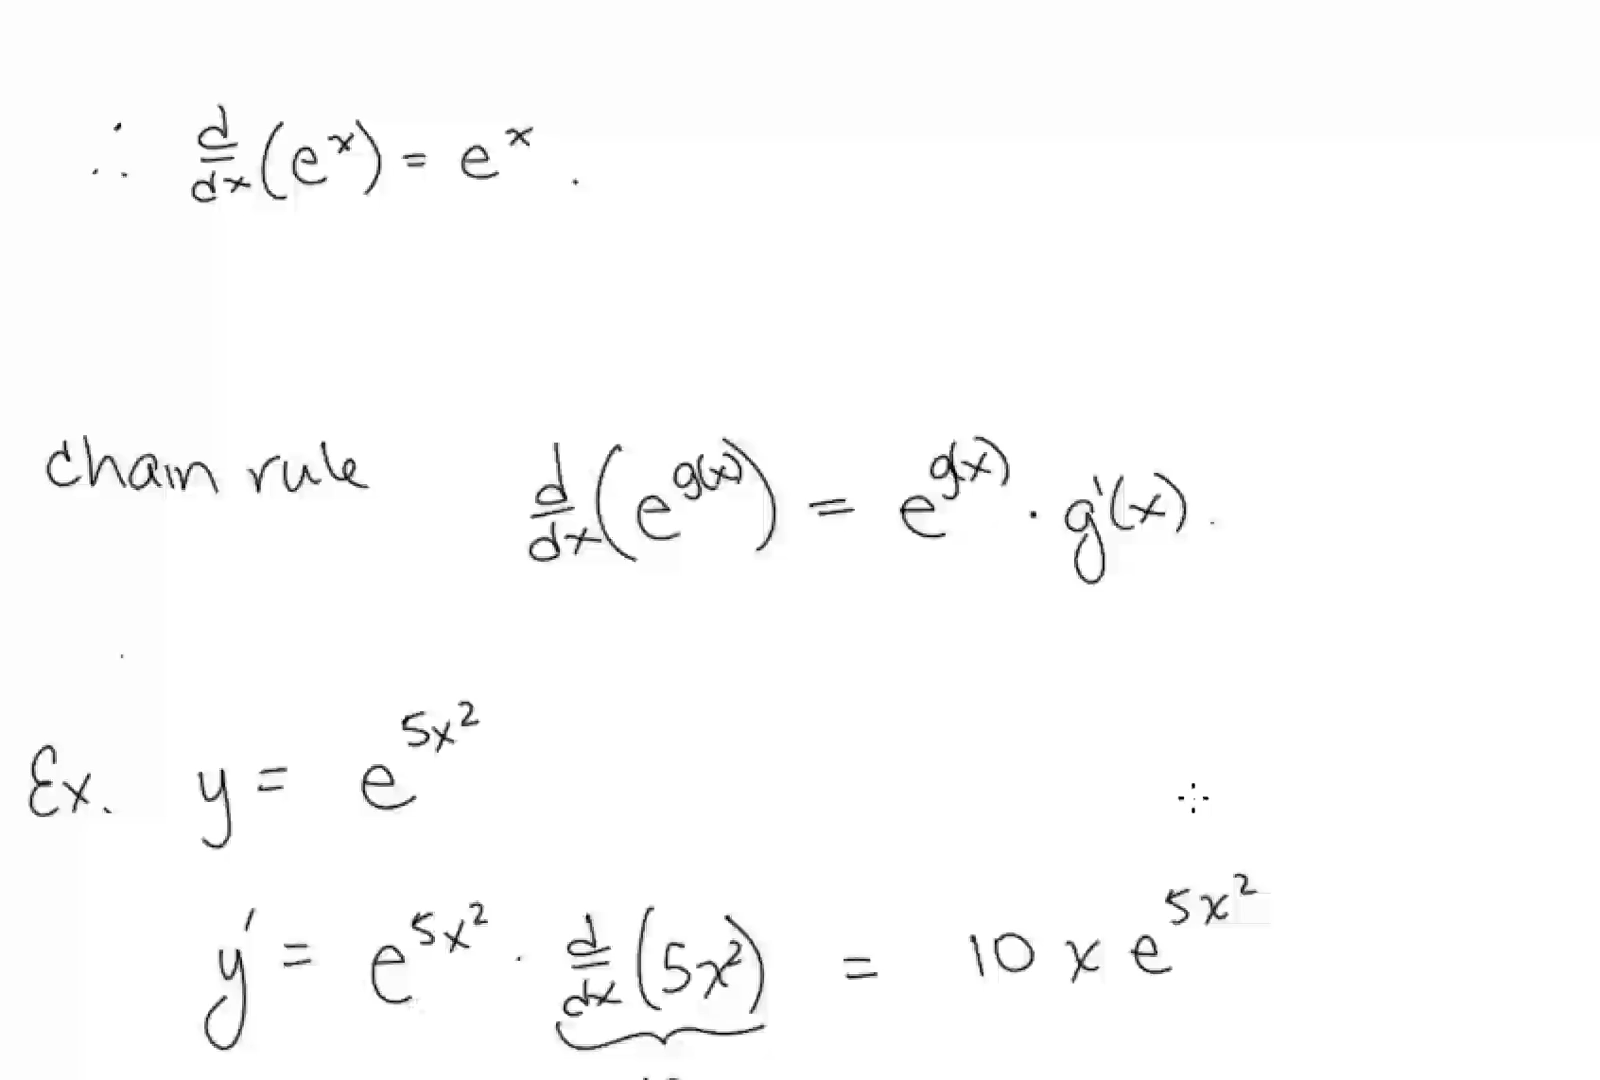 ∴ d/dx(e^x) = e^x.
chain rule d/dx(e^g(x)) = e^g(x) · g'(x).
Ex. y = e^5x²
y' = e^5x² · d/dx(5x²) = 10 x e^5x²